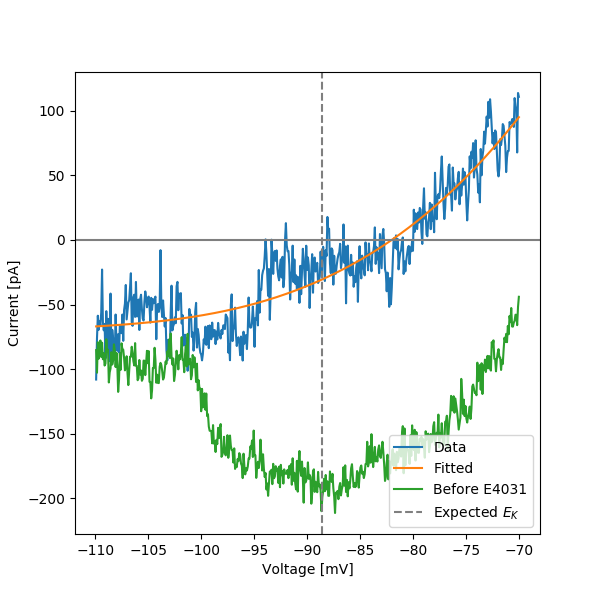 100
50
0
−50
−100
−150
−200
Current [pA]
Data
Fitted
Before E4031
Expected E_K
−110 −105 −100 −95 −90 −85 −80 −75 −70
Voltage [mV]